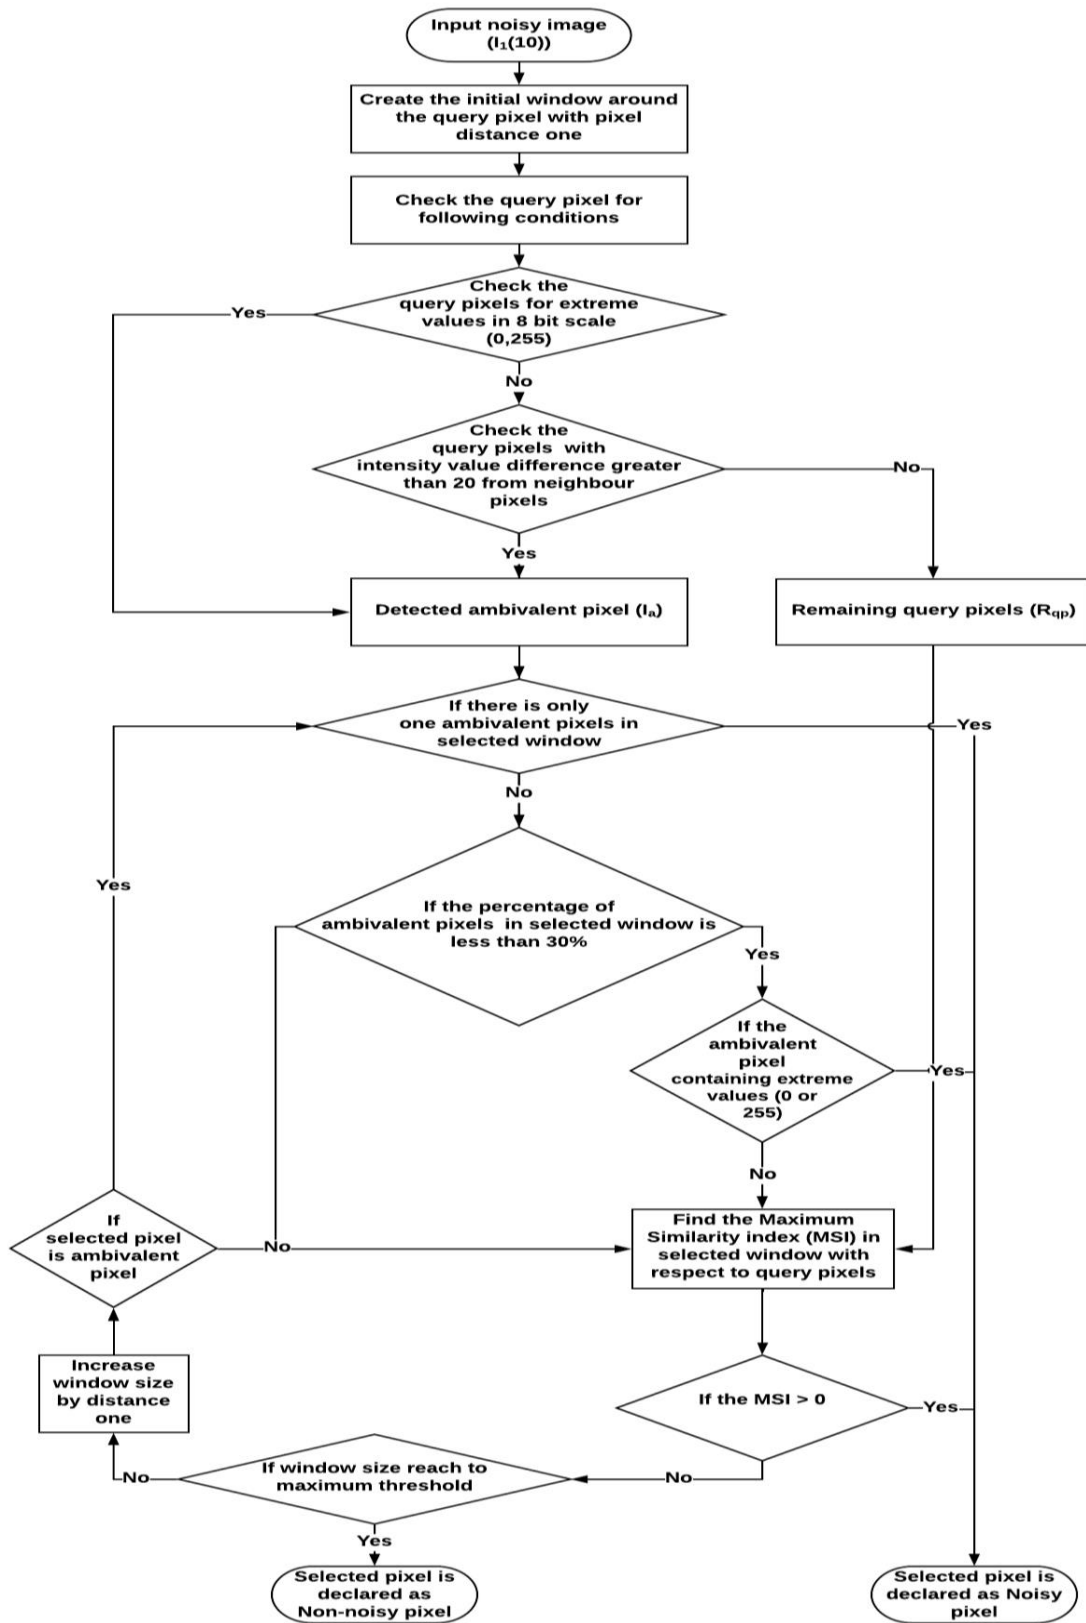 Input noisy image
(I₁(10))
Create the initial window around
the query pixel with pixel
distance one
Check the query pixel for
following conditions
Check the
query pixels for extreme
values in 8 bit scale
(0,255)
Yes
No
Check the
query pixels with
intensity value difference greater
than 20 from neighbour
pixels
No
Yes
Detected ambivalent pixel (Iₐ)
Remaining query pixels (R_qp)
If there is only
one ambivalent pixels in
selected window
Yes
No
Yes
If the percentage of
ambivalent pixels in selected window is
less than 30%
Yes
If the
ambivalent
pixel
containing extreme
values (0 or
255)
Yes
No
If
selected pixel
is ambivalent
pixel
No
Find the Maximum
Similarity index (MSI) in
selected window with
respect to query pixels
Increase
window size
by distance
one
If the MSI > 0
Yes
No
If window size reach to
maximum threshold
No
Yes
Selected pixel is
declared as
Non-noisy pixel
Selected pixel is
declared as Noisy
pixel